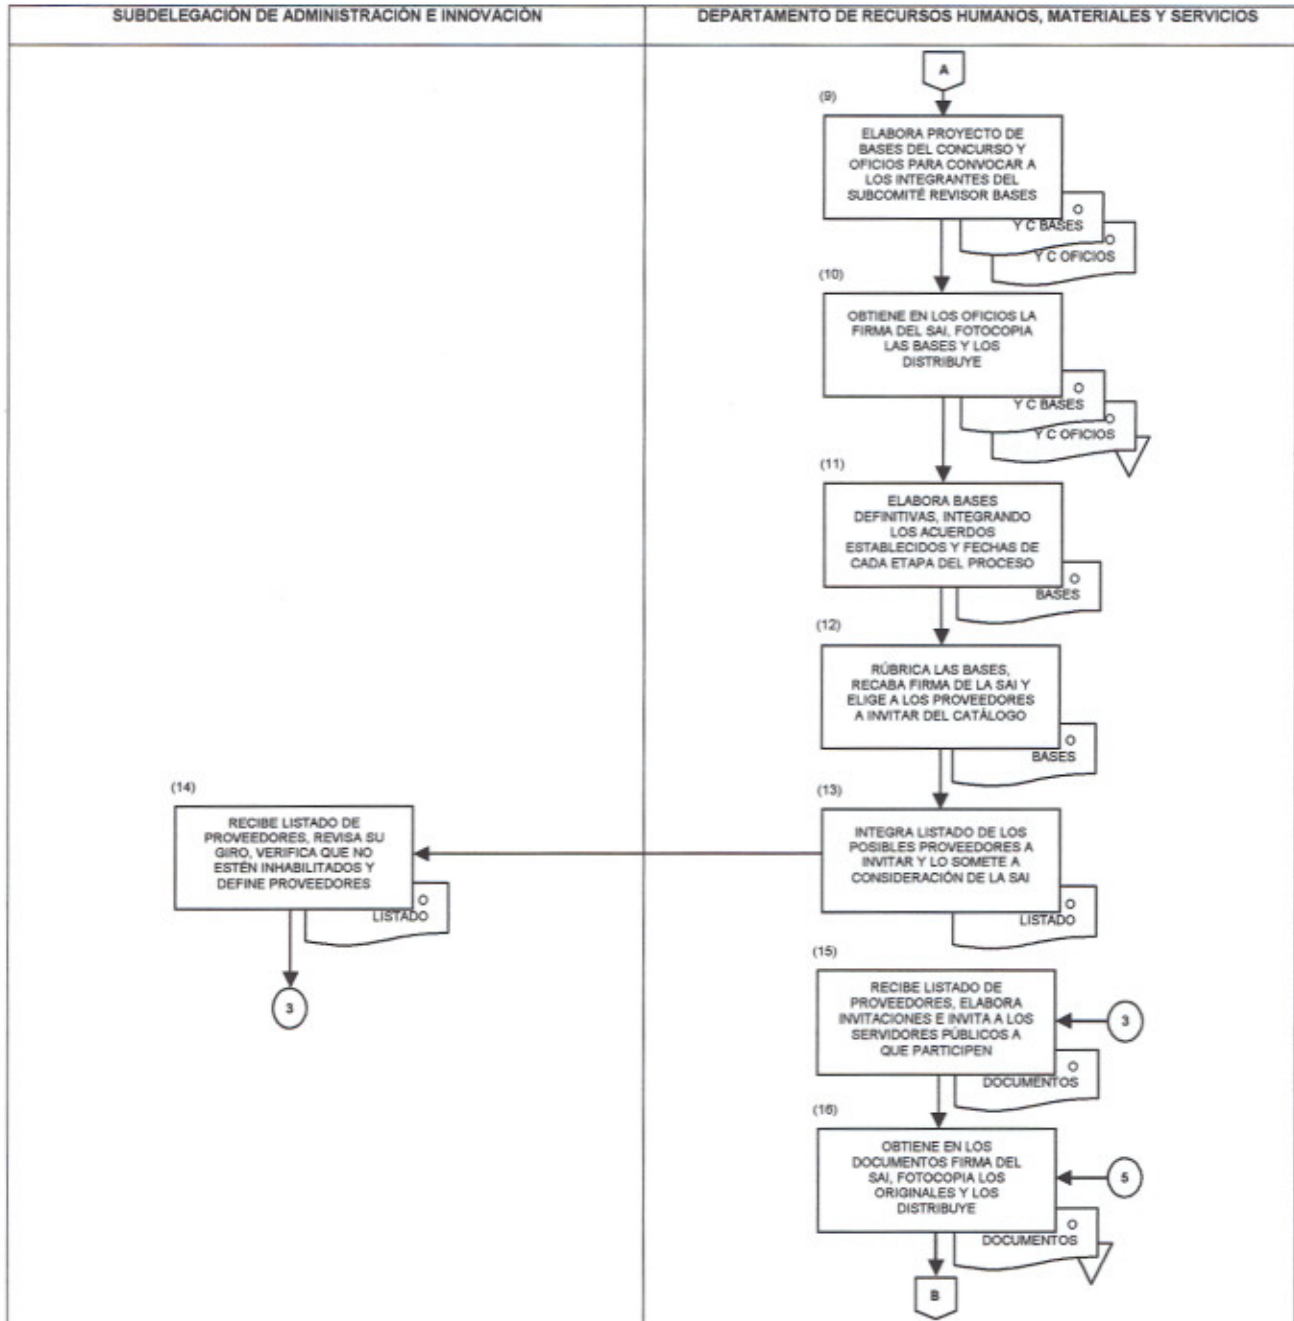 SUBDELEGACIÓN DE ADMINISTRACIÓN E INNOVACIÓN
DEPARTAMENTO DE RECURSOS HUMANOS, MATERIALES Y SERVICIOS
A
(9)
ELABORA PROYECTO DE
BASES DEL CONCURSO Y
OFICIOS PARA CONVOCAR A
LOS INTEGRANTES DEL
SUBCOMITÉ REVISOR BASES
O
Y C BASES
O
Y C OFICIOS
(10)
OBTIENE EN LOS OFICIOS LA
FIRMA DEL SAI, FOTOCOPIA
LAS BASES Y LOS
DISTRIBUYE
O
Y C BASES
O
Y C OFICIOS
(11)
ELABORA BASES
DEFINITIVAS, INTEGRANDO
LOS ACUERDOS
ESTABLECIDOS Y FECHAS DE
CADA ETAPA DEL PROCESO
O
BASES
(12)
RÚBRICA LAS BASES,
RECABA FIRMA DE LA SAI Y
ELIGE A LOS PROVEEDORES
A INVITAR DEL CATÁLOGO
O
BASES
(13)
INTEGRA LISTADO DE LOS
POSIBLES PROVEEDORES A
INVITAR Y LO SOMETE A
CONSIDERACIÓN DE LA SAI
O
LISTADO
(14)
RECIBE LISTADO DE
PROVEEDORES, REVISA SU
GIRO, VERIFICA QUE NO
ESTÉN INHABILITADOS Y
DEFINE PROVEEDORES
O
LISTADO
3
(15)
RECIBE LISTADO DE
PROVEEDORES, ELABORA
INVITACIONES E INVITA A LOS
SERVIDORES PÚBLICOS A
QUE PARTICIPEN
3
O
DOCUMENTOS
(16)
OBTIENE EN LOS
DOCUMENTOS FIRMA DEL
SAI, FOTOCOPIA LOS
ORIGINALES Y LOS
DISTRIBUYE
5
O
DOCUMENTOS
B